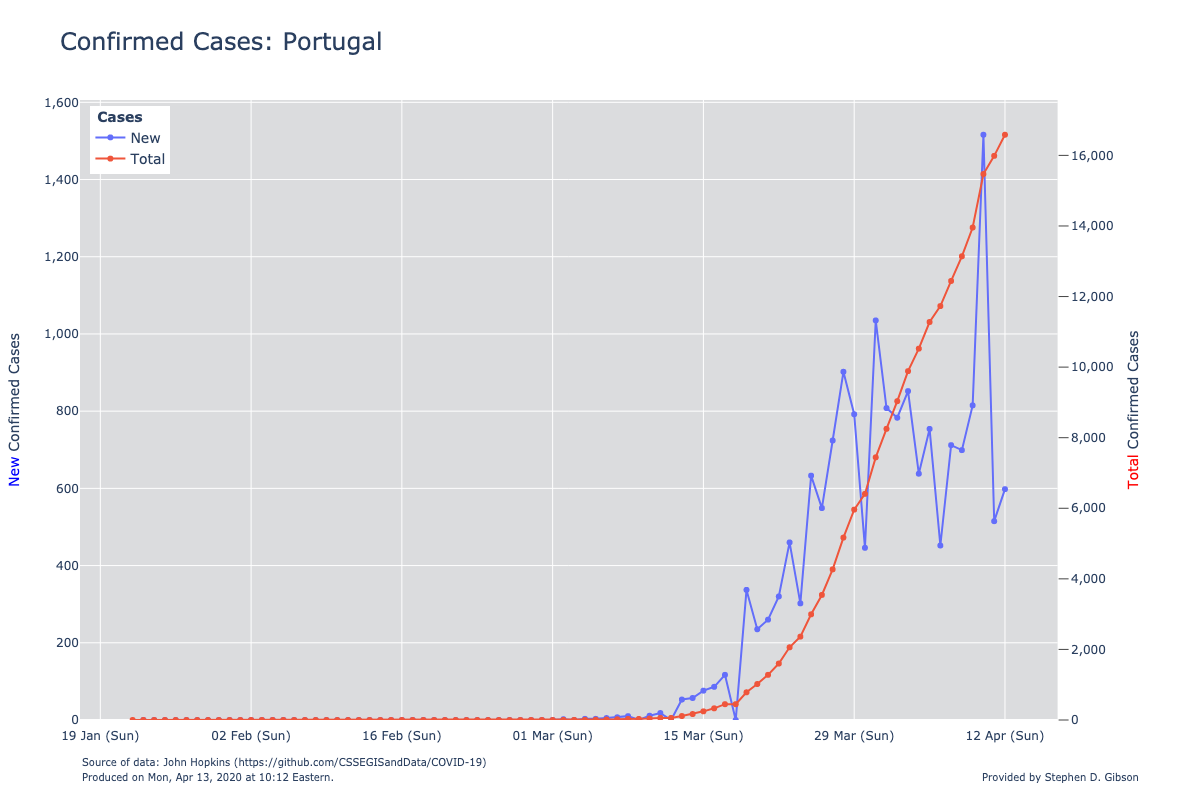 Confirmed Cases: Portugal
Cases
New
Total
1,600
1,400
1,200
1,000
800
600
400
200
0
New Confirmed Cases
16,000
14,000
12,000
10,000
8,000
6,000
4,000
2,000
0
Total Confirmed Cases
19 Jan (Sun) 02 Feb (Sun) 16 Feb (Sun) 01 Mar (Sun) 15 Mar (Sun) 29 Mar (Sun) 12 Apr (Sun)
Source of data: John Hopkins (https://github.com/CSSEGISandData/COVID-19)
Produced on Mon, Apr 13, 2020 at 10:12 Eastern.
Provided by Stephen D. Gibson